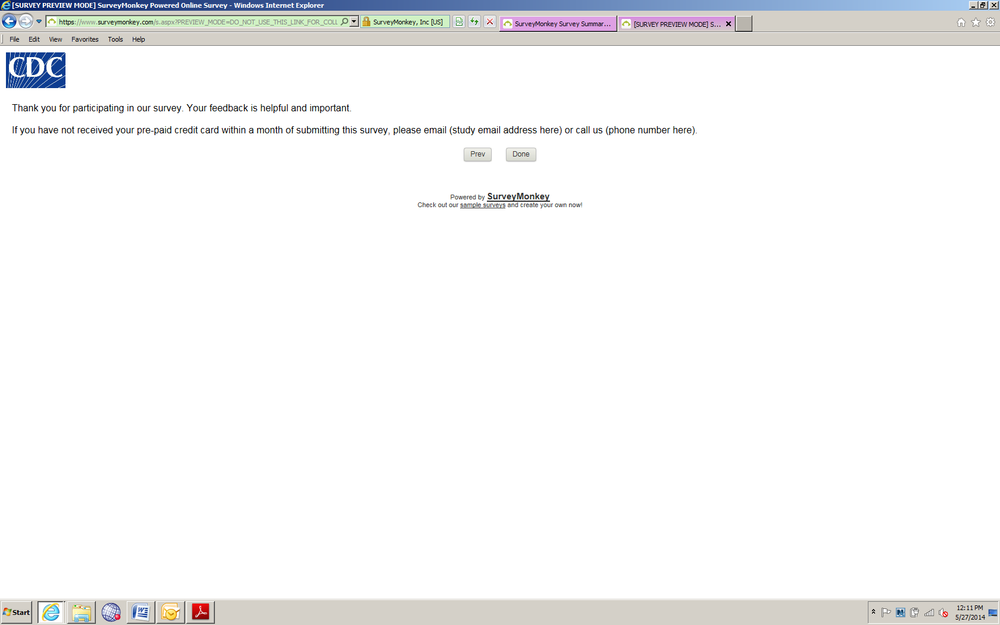 [SURVEY PREVIEW MODE] SurveyMonkey Powered Online Survey - Windows Internet Explorer
https://www.surveymonkey.com/s.aspx?PREVIEW_MODE=DO_NOT_USE_THIS_LINK_FOR_COLL
SurveyMonkey, Inc [US]
SurveyMonkey Survey Summar...
[SURVEY PREVIEW MODE] S...
File Edit View Favorites Tools Help
CDC
Thank you for participating in our survey. Your feedback is helpful and important.
If you have not received your pre-paid credit card within a month of submitting this survey, please email (study email address here) or call us (phone number here).
Prev Done
Powered by SurveyMonkey
Check out our sample surveys and create your own now!
Start
12:11 PM
5/27/2014